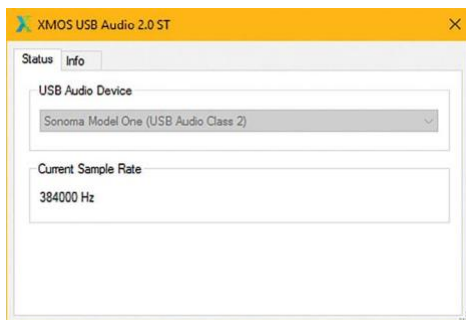 XMOS USB Audio 2.0 ST
Status Info
USB Audio Device
Sonoma Model One (USB Audio Class 2)
Current Sample Rate
384000 Hz